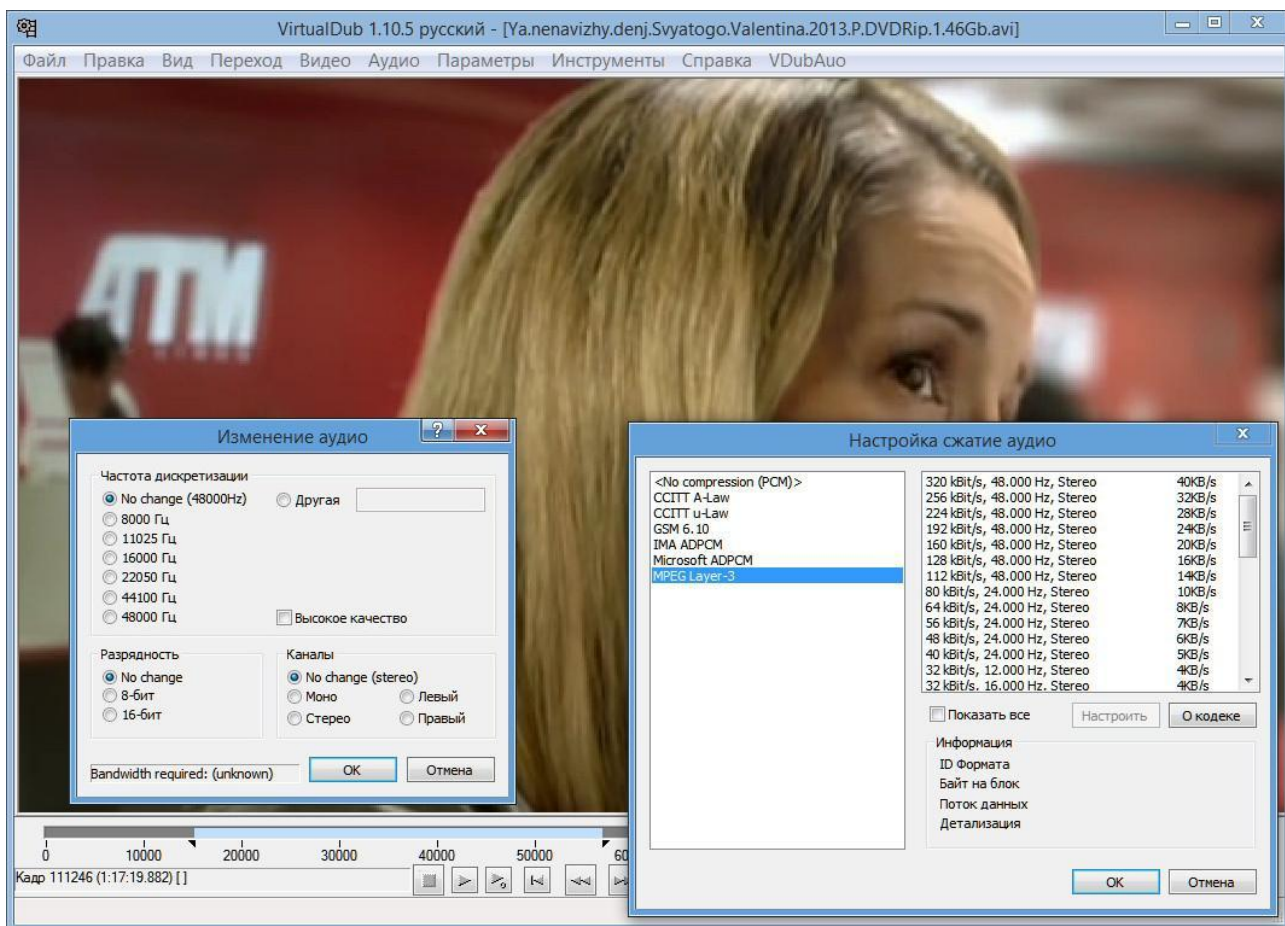 VirtualDub 1.10.5 русский - [Ya.nenavizhy.denj.Svyatogo.Valentina.2013.P.DVDRip.1.46Gb.avi]
Файл Правка Вид Переход Видео Аудио Параметры Инструменты Справка VDubAuo
ATM
Изменение аудио
Частота дискретизации
No change (48000Hz) Другая
8000 Гц
11025 Гц
16000 Гц
22050 Гц
44100 Гц
48000 Гц Высокое качество
Разрядность Каналы
No change No change (stereo)
8-бит Моно Левый
16-бит Стерео Правый
Bandwidth required: (unknown) OK Отмена
Настройка сжатие аудио
<No compression (PCM)>
CCITT A-Law
CCITT u-Law
GSM 6.10
IMA ADPCM
Microsoft ADPCM
MPEG Layer-3
320 kBit/s, 48.000 Hz, Stereo 40KB/s
256 kBit/s, 48.000 Hz, Stereo 32KB/s
224 kBit/s, 48.000 Hz, Stereo 28KB/s
192 kBit/s, 48.000 Hz, Stereo 24KB/s
160 kBit/s, 48.000 Hz, Stereo 20KB/s
128 kBit/s, 48.000 Hz, Stereo 16KB/s
112 kBit/s, 48.000 Hz, Stereo 14KB/s
80 kBit/s, 24.000 Hz, Stereo 10KB/s
64 kBit/s, 24.000 Hz, Stereo 8KB/s
56 kBit/s, 24.000 Hz, Stereo 7KB/s
48 kBit/s, 24.000 Hz, Stereo 6KB/s
40 kBit/s, 24.000 Hz, Stereo 5KB/s
32 kBit/s, 12.000 Hz, Stereo 4KB/s
32 kBit/s, 16.000 Hz, Stereo 4KB/s
Показать все Настроить О кодеке
Информация
ID Формата
Байт на блок
Поток данных
Детализация
OK Отмена
0 10000 20000 30000 40000 50000 60
Кадр 111246 (1:17:19.882) [ ]